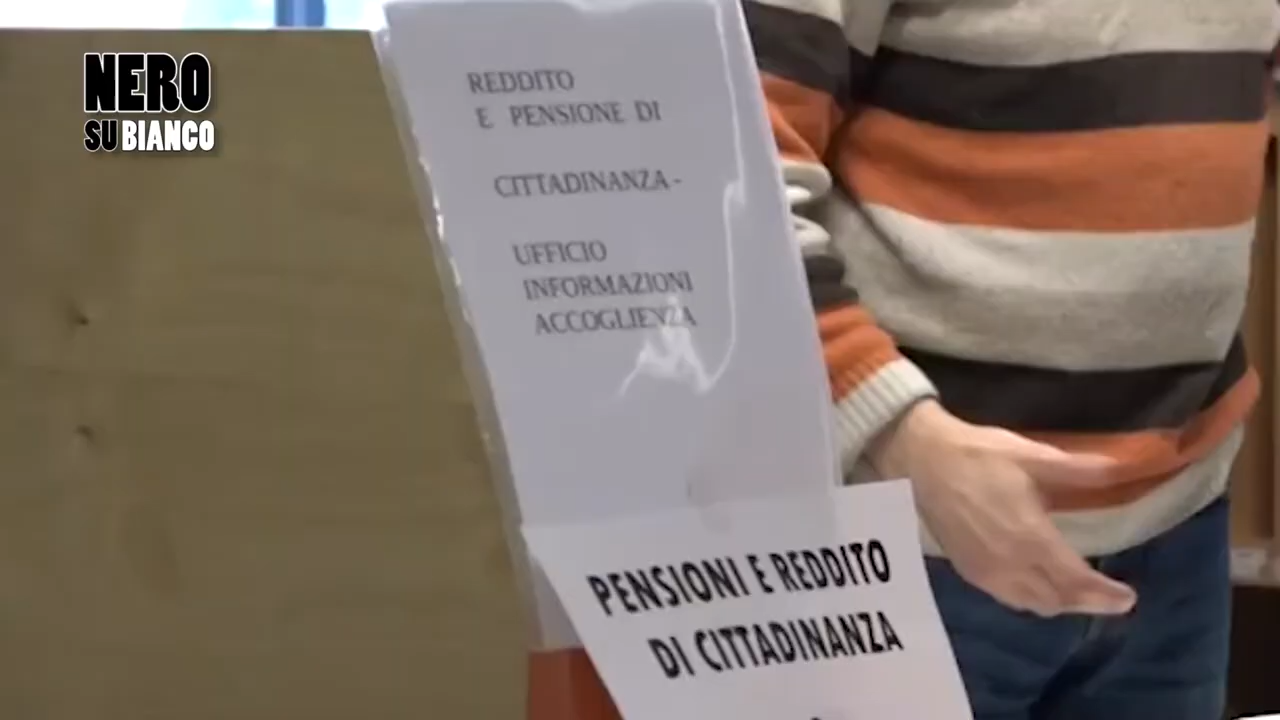 NERO
SU BIANCO
REDDITO
E PENSIONE DI
CITTADINANZA -
UFFICIO
INFORMAZIONI
ACCOGLIENZA
PENSIONI E REDDITO
DI CITTADINANZA